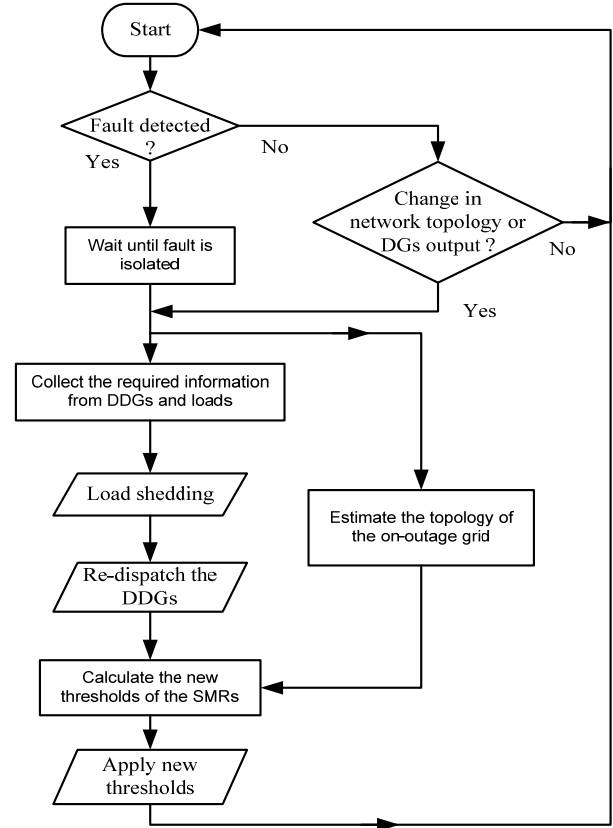 Start
Fault detected
?
Yes
No
Change in
network topology or
DGs output ?
No
Yes
Wait until fault is
isolated
Collect the required information
from DDGs and loads
Load shedding
Estimate the topology of
the on-outage grid
Re-dispatch the
DDGs
Calculate the new
thresholds of the SMRs
Apply new
thresholds